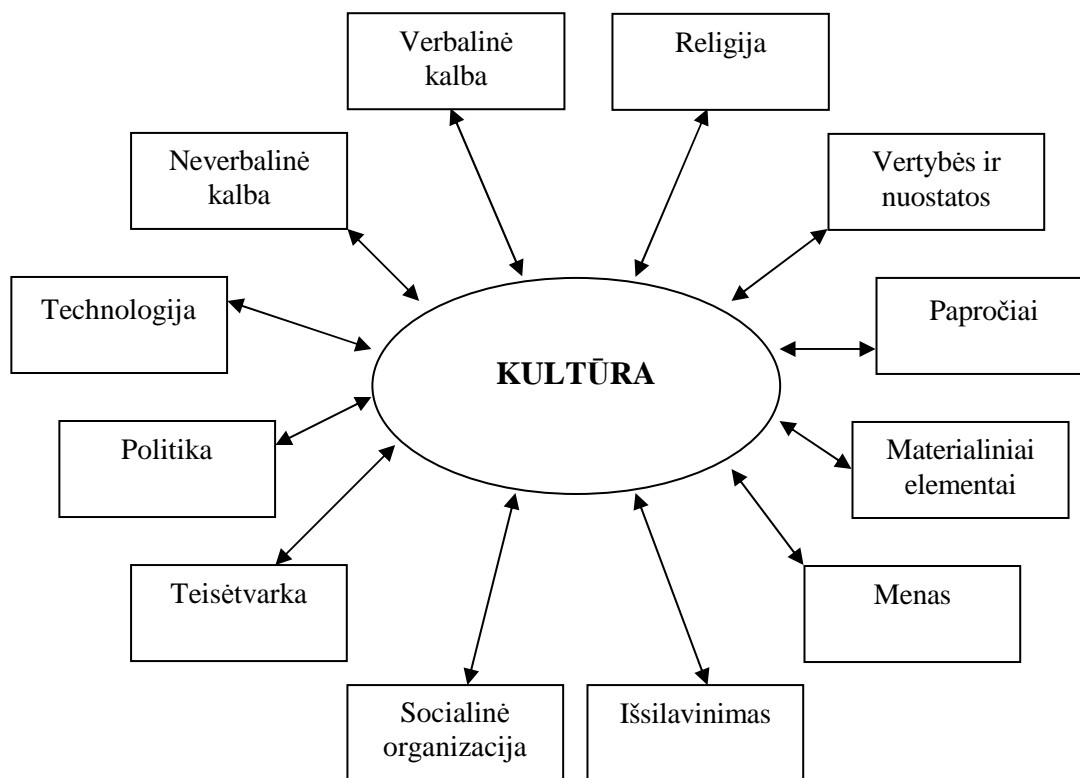 Verbalinė
kalba
Religija
Neverbalinė
kalba
Vertybės ir
nuostatos
Technologija
Papročiai
KULTŪRA
Politika
Materialiniai
elementai
Teisėtvarka
Menas
Socialinė
organizacija
Išsilavinimas